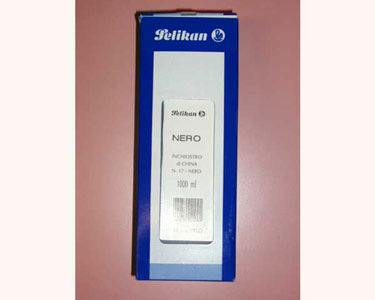 Pelikan
Pelikan
NERO
INCHIOSTRO
di CHINA
N. 17 - NERO
1000 ml